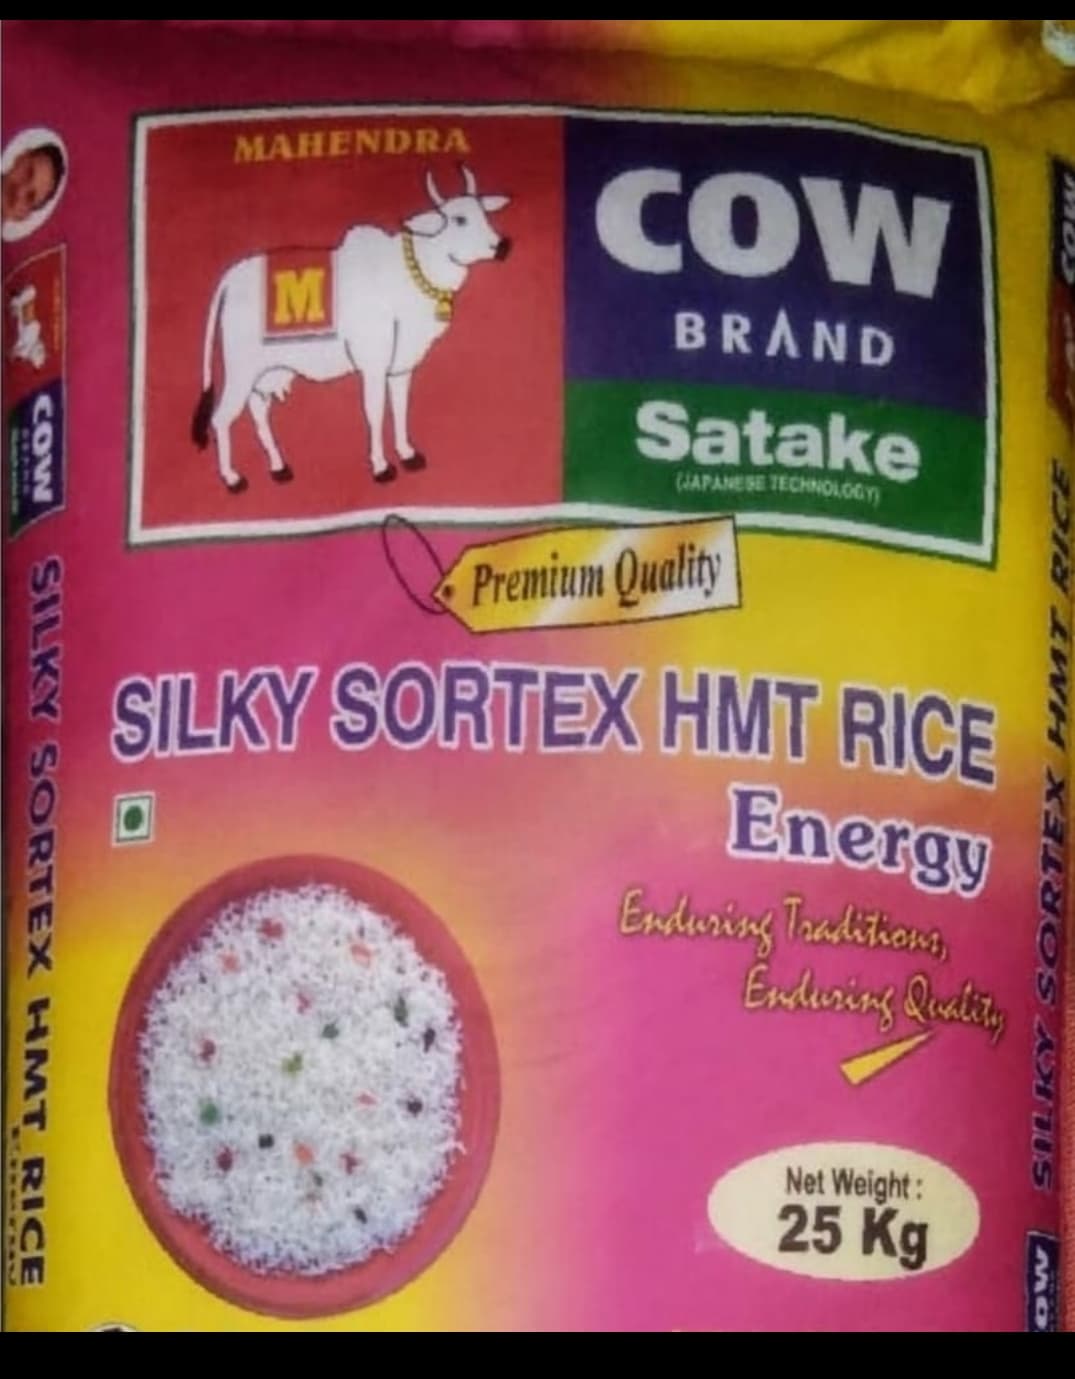 MAHENDRA
M
COW
BRAND
Satake
(JAPANESE TECHNOLOGY)
Premium Quality
SILKY SORTEX HMT RICE
Energy
Enduring Traditions,
Enduring Quality
Net Weight :
25 Kg
COW
SILKY SORTEX HMT RICE
COW
SILKY SORTEX HMT RICE